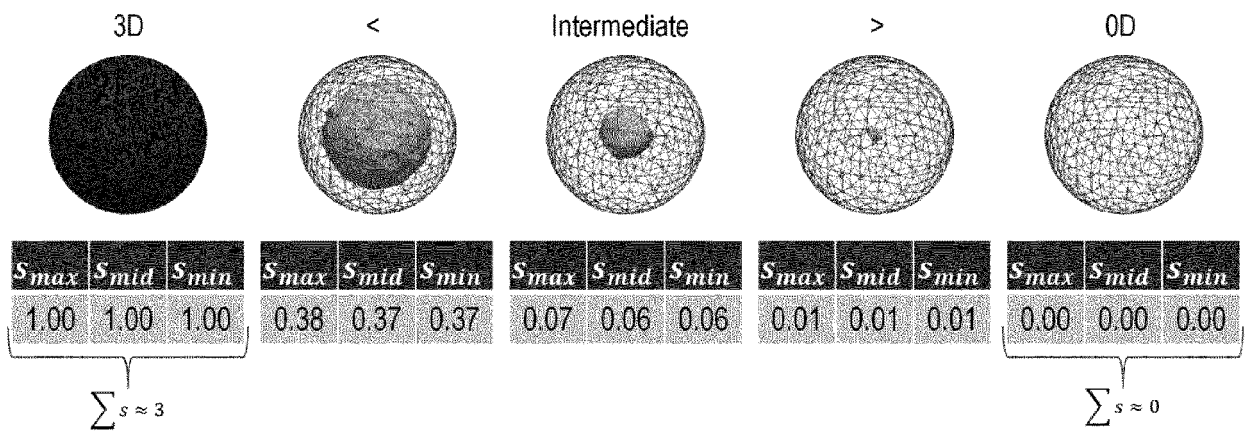 3D < Intermediate > 0D
s_max s_mid s_min s_max s_mid s_min s_max s_mid s_min s_max s_mid s_min s_max s_mid s_min
1.00 1.00 1.00 0.38 0.37 0.37 0.07 0.06 0.06 0.01 0.01 0.01 0.00 0.00 0.00
∑ s ≈ 3 ∑ s ≈ 0